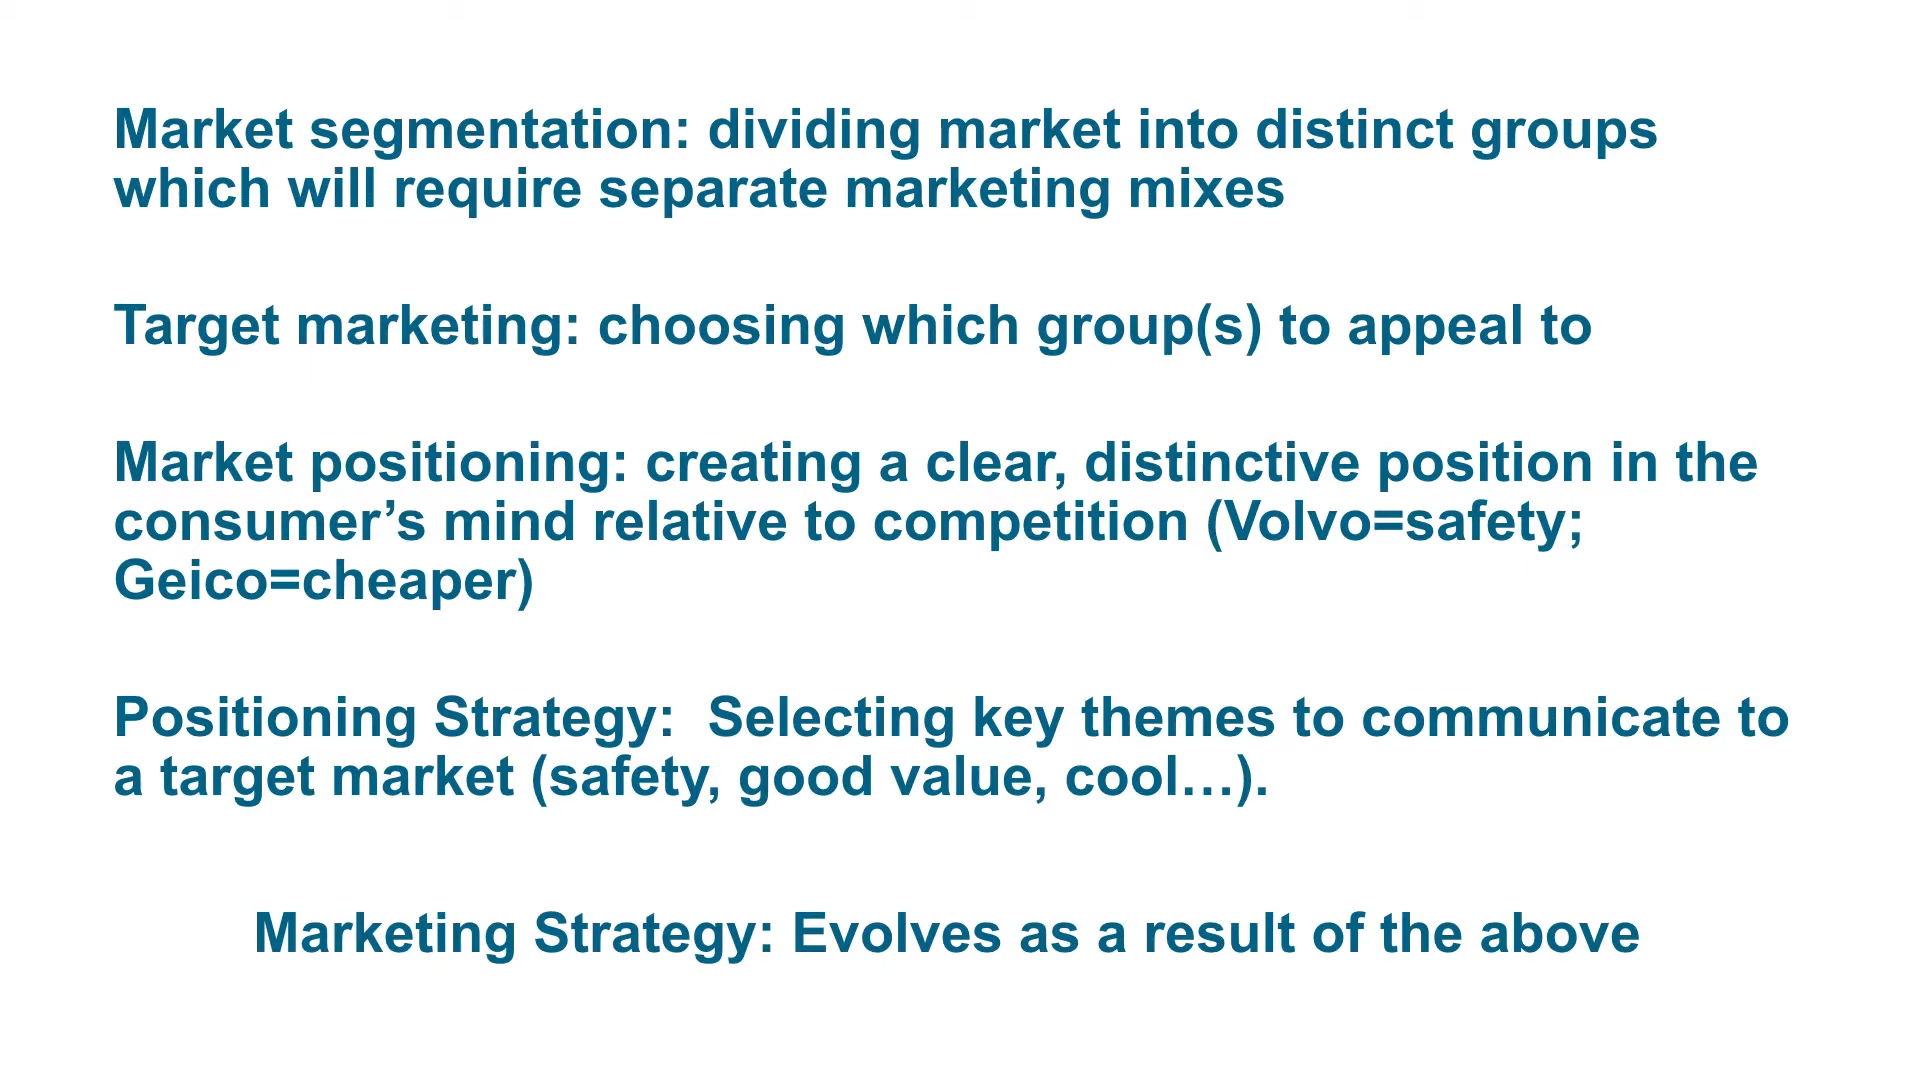 Market segmentation: dividing market into distinct groups
which will require separate marketing mixes
Target marketing: choosing which group(s) to appeal to
Market positioning: creating a clear, distinctive position in the
consumer’s mind relative to competition (Volvo=safety;
Geico=cheaper)
Positioning Strategy:  Selecting key themes to communicate to
a target market (safety, good value, cool…).
Marketing Strategy: Evolves as a result of the above